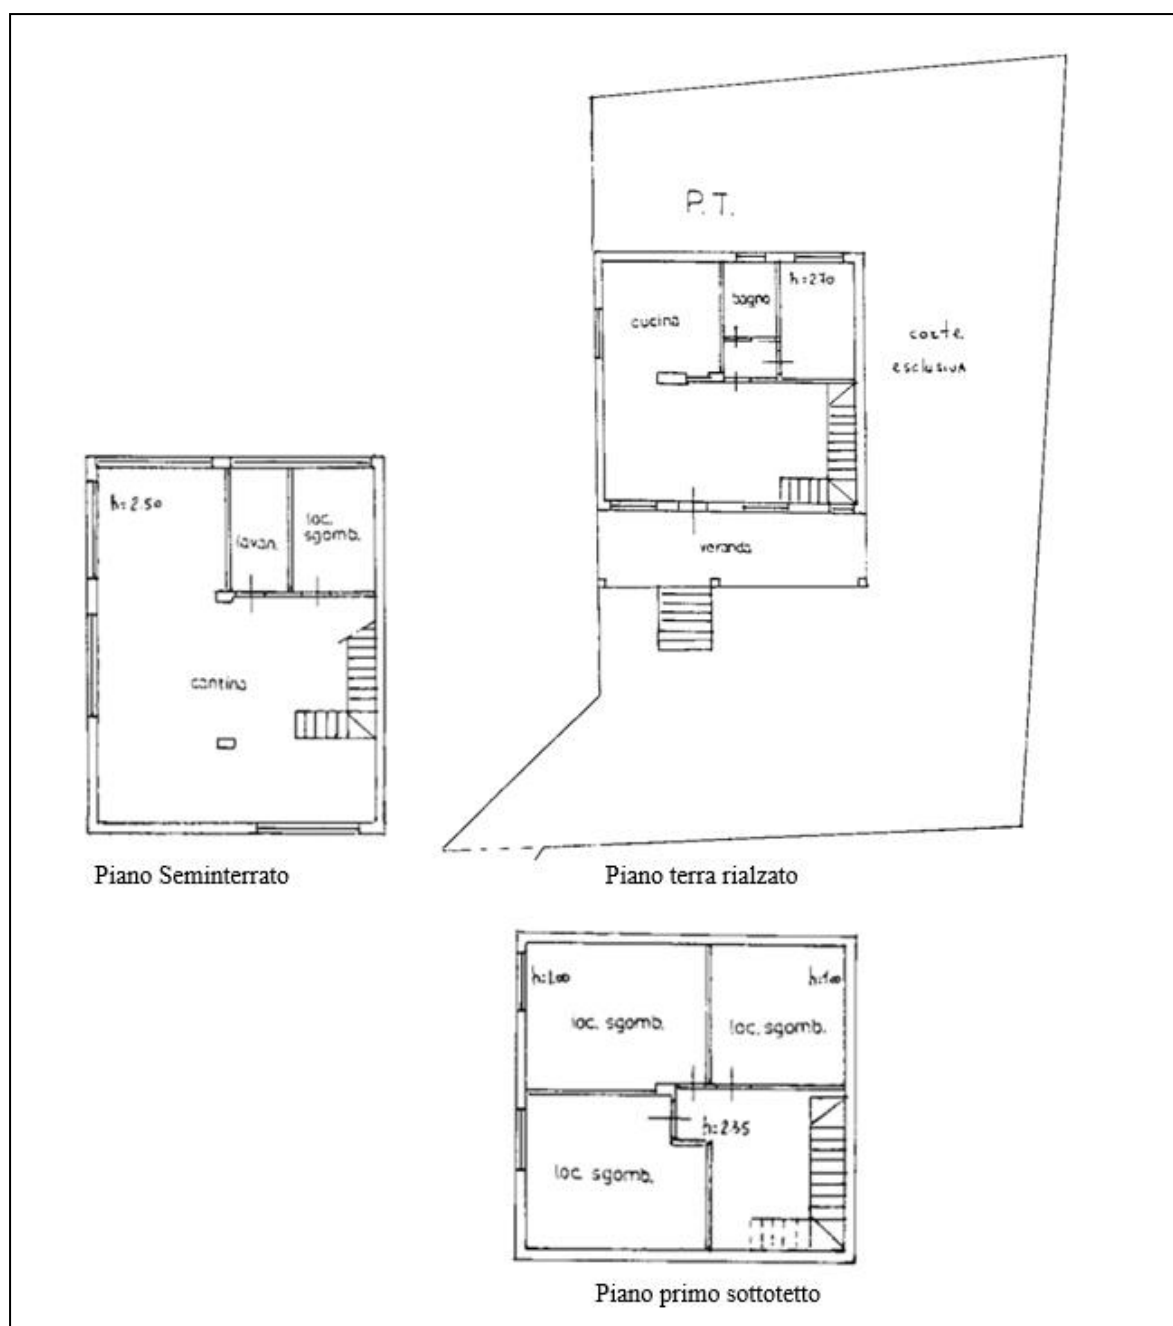 P.T.
h=2.70
bagno
cucina
corte
esclusiva
veranda
h=2.50
loc.
sgomb.
lavan.
cantina
Piano Seminterrato
Piano terra rialzato
h=1.00
h=1.00
loc. sgomb.
loc. sgomb.
h=2.35
loc. sgomb.
Piano primo sottotetto